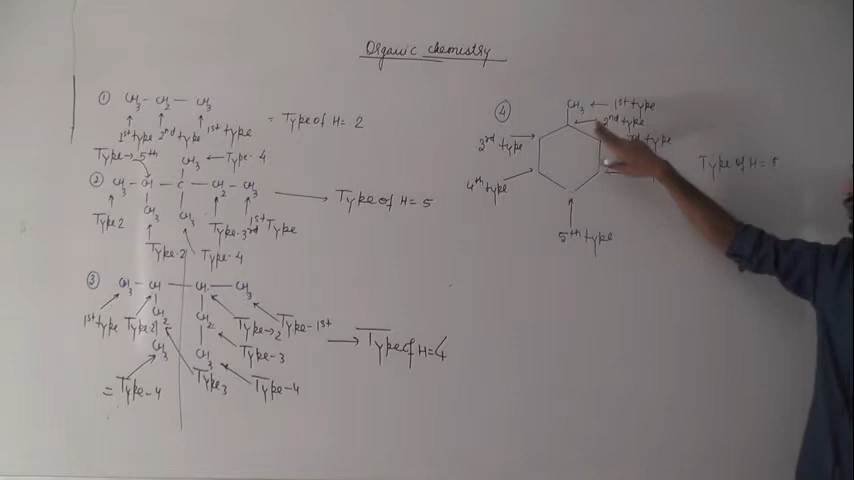 Organic chemistry
① CH3 - CH2 - CH3
1st type 2nd type 1st type = Type of H = 2
Type → 5th
CH3 ← Type - 4
② CH3 - CH - C - CH2 - CH3 → Type of H = 5
CH3 CH3
Type 2 Type - 3rd 1st Type
Type - 2 Type - 4
③ CH3 - CH - CH - CH3
1st type Type 2 CH2 CH2 Type → 2 Type - 1st → Type of H = 4
CH3 CH3 Type - 3
= Type - 4 Type 3 Type - 4
④ CH3 ← 1st type
2nd type
3rd type rd type
4th type Type of H = 5
5th type